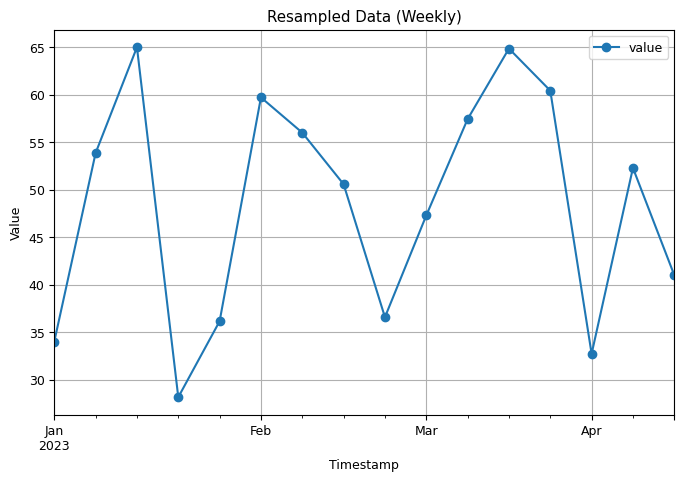 Resampled Data (Weekly)
value
Value
65
60
55
50
45
40
35
30
Jan
2023
Feb
Mar
Apr
Timestamp